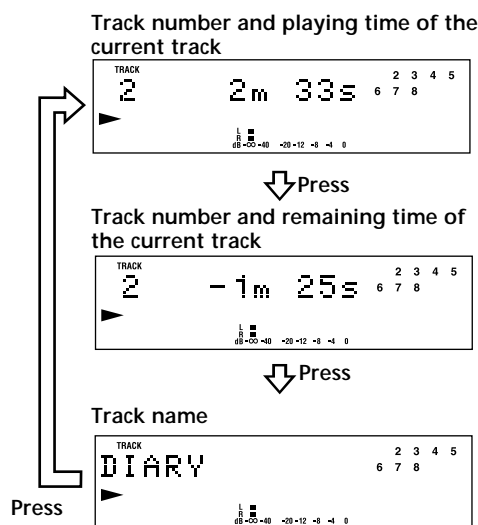 Track number and playing time of the
current track
TRACK
2 2m 33s 2 3 4 5
6 7 8
L
R
dB -∞ -40 -20 -12 -8 -4 0
Press
Track number and remaining time of
the current track
TRACK
2 -1m 25s 2 3 4 5
6 7 8
L
R
dB -∞ -40 -20 -12 -8 -4 0
Press
Track name
TRACK
DIARY 2 3 4 5
6 7 8
L
R
dB -∞ -40 -20 -12 -8 -4 0
Press